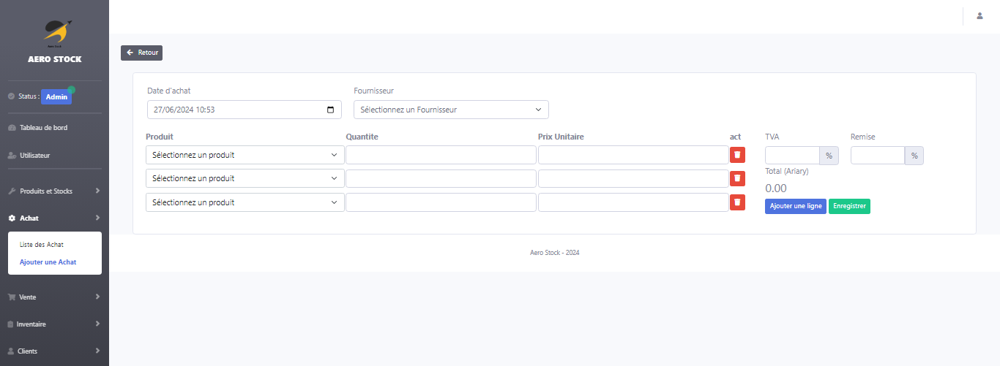 Aero Stock
AERO STOCK
Status : Admin
Tableau de bord
Utilisateur
Produits et Stocks
Achat
Liste des Achat
Ajouter une Achat
Vente
Inventaire
Clients
Retour
Date d'achat
Fournisseur
27/06/2024 10:53
Sélectionnez un Fournisseur
Produit Quantite Prix Unitaire act
Sélectionnez un produit
Sélectionnez un produit
Sélectionnez un produit
TVA Remise
% %
Total (Ariary)
0.00
Ajouter une ligne Enregistrer
Aero Stock - 2024